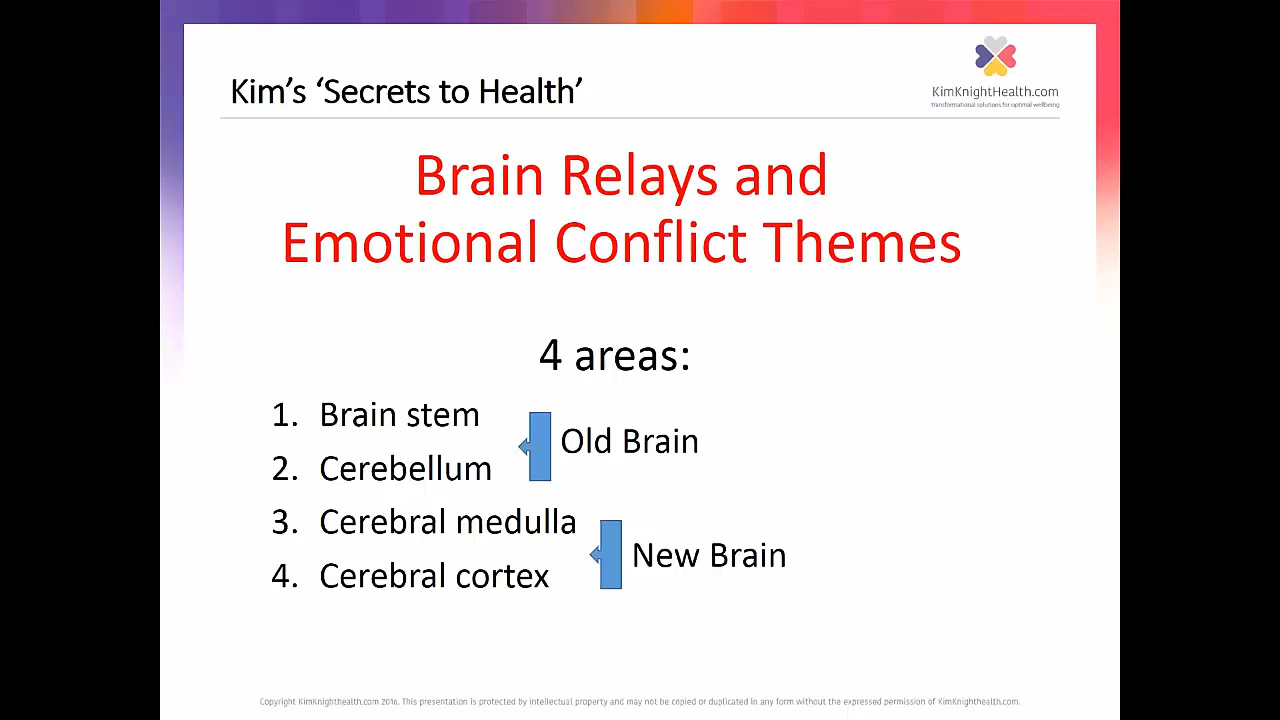 Kim's 'Secrets to Health'
KimKnightHealth.com
transformational solutions for optimal wellbeing
Brain Relays and
Emotional Conflict Themes
4 areas:
1. Brain stem
2. Cerebellum
Old Brain
3. Cerebral medulla
4. Cerebral cortex
New Brain
Copyright KimKnighthealth.com 2016. This presentation is protected by intellectual property and may not be copied or duplicated in any form without the expressed permission of KimKnighthealth.com.